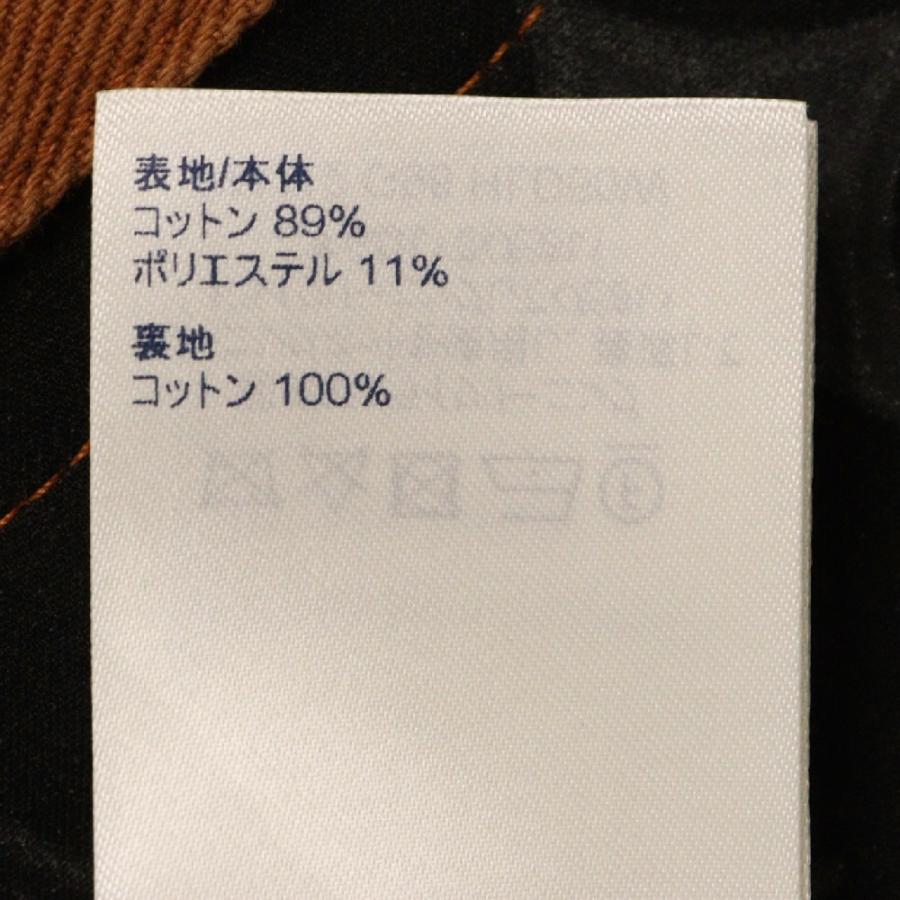 表地/本体
コットン 89%
ポリエステル 11%
裏地
コットン 100%